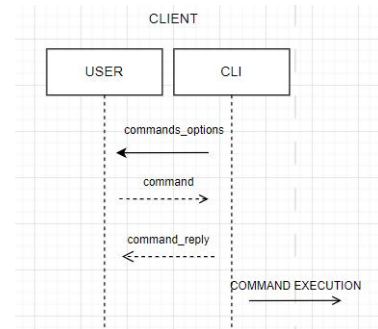 CLIENT
USER
CLI
commands_options
command
command_reply
COMMAND EXECUTION